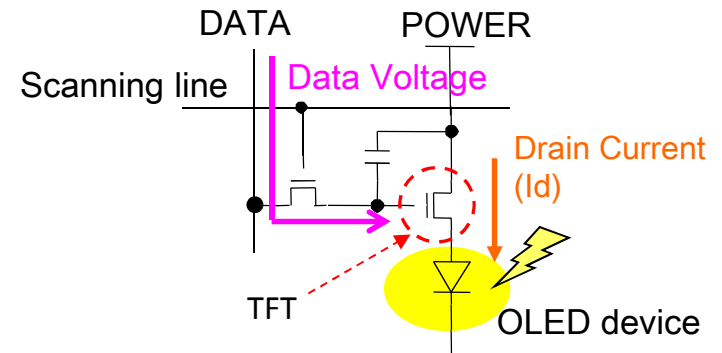 DATA
POWER
Scanning line
Data Voltage
Drain Current
(Id)
TFT
OLED device